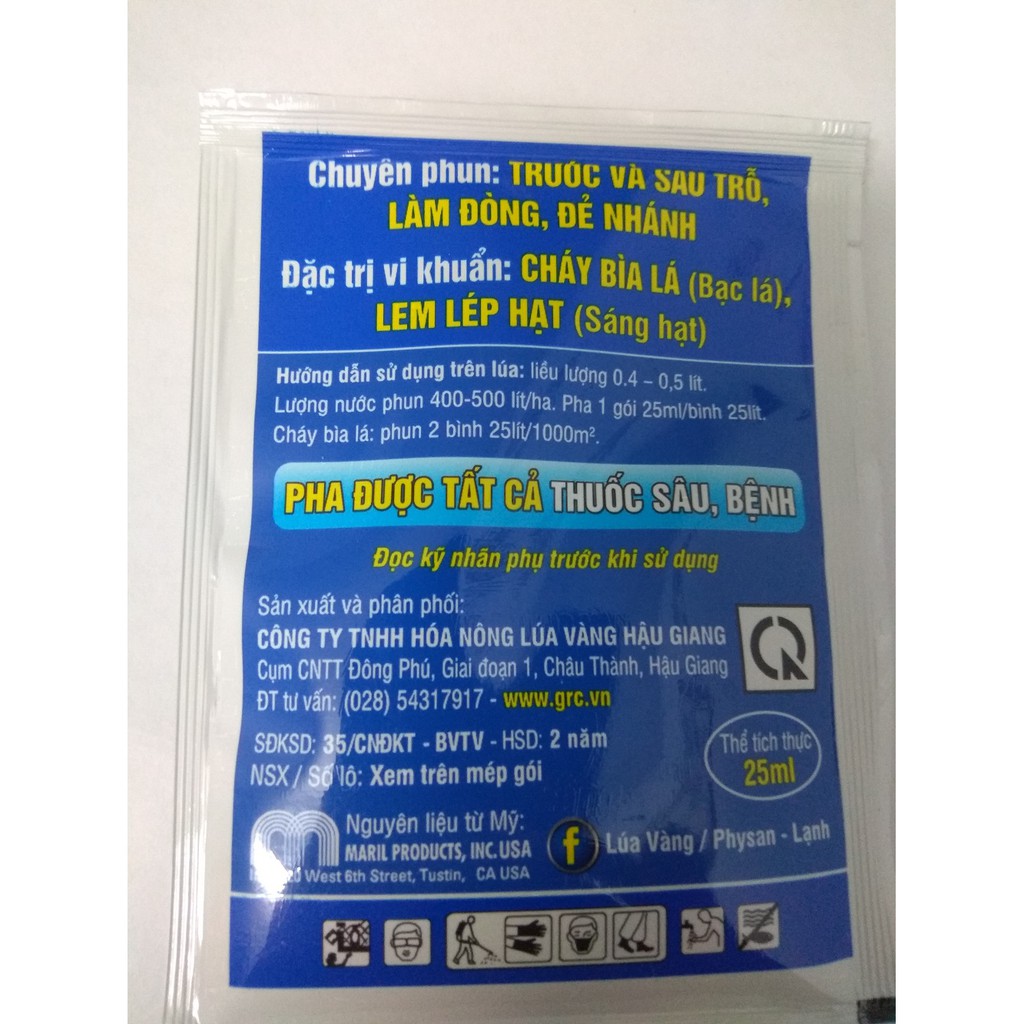 Chuyên phun: TRƯỚC VÀ SAU TRỖ,
LÀM ĐÒNG, ĐẺ NHÁNH
Đặc trị vi khuẩn: CHÁY BÌA LÁ (Bạc lá),
LEM LÉP HẠT (Sáng hạt)
Hướng dẫn sử dụng trên lúa: liều lượng 0.4 – 0,5 lít.
Lượng nước phun 400-500 lít/ha. Pha 1 gói 25ml/bình 25lít.
Cháy bìa lá: phun 2 bình 25lít/1000m².
PHA ĐƯỢC TẤT CẢ THUỐC SÂU, BỆNH
Đọc kỹ nhãn phụ trước khi sử dụng
Sản xuất và phân phối:
CÔNG TY TNHH HÓA NÔNG LÚA VÀNG HẬU GIANG
Cụm CNTT Đông Phú, Giai đoạn 1, Châu Thành, Hậu Giang
ĐT tư vấn: (028) 54317917 - www.grc.vn
SĐKSD: 35/CNĐKT - BVTV - HSD: 2 năm
NSX / Số lô: Xem trên mép gói
Thể tích thực
25ml
Nguyên liệu từ Mỹ:
MARIL PRODUCTS, INC. USA
West 6th Street, Tustin, CA USA
f Lúa Vàng / Physan - Lạnh